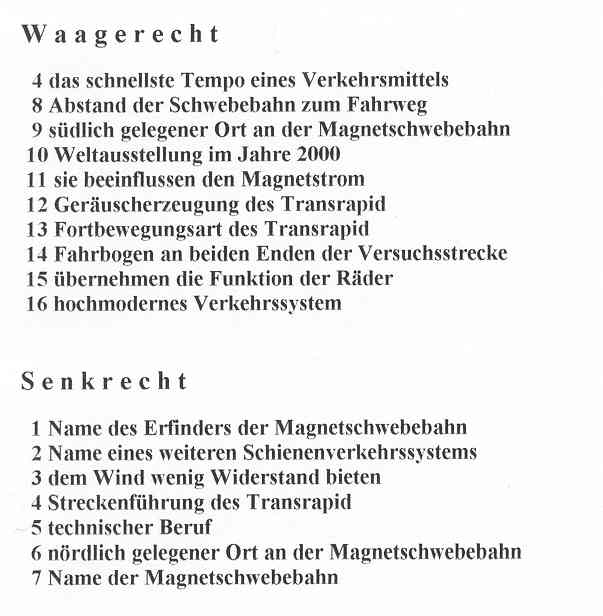 Waagerecht
4 das schnellste Tempo eines Verkehrsmittels
8 Abstand der Schwebebahn zum Fahrweg
9 südlich gelegener Ort an der Magnetschwebebahn
10 Weltausstellung im Jahre 2000
11 sie beeinflussen den Magnetstrom
12 Geräuscherzeugung des Transrapid
13 Fortbewegungsart des Transrapid
14 Fahrbogen an beiden Enden der Versuchsstrecke
15 übernehmen die Funktion der Räder
16 hochmodernes Verkehrssystem
Senkrecht
1 Name des Erfinders der Magnetschwebebahn
2 Name eines weiteren Schienenverkehrssystems
3 dem Wind wenig Widerstand bieten
4 Streckenführung des Transrapid
5 technischer Beruf
6 nördlich gelegener Ort an der Magnetschwebebahn
7 Name der Magnetschwebebahn